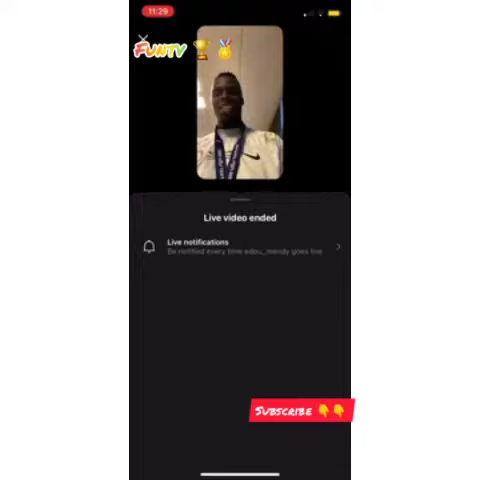 11:29
FUNTV
Live video ended
Live notifications
Be notified every time edou_mendy goes live
SUBSCRIBE